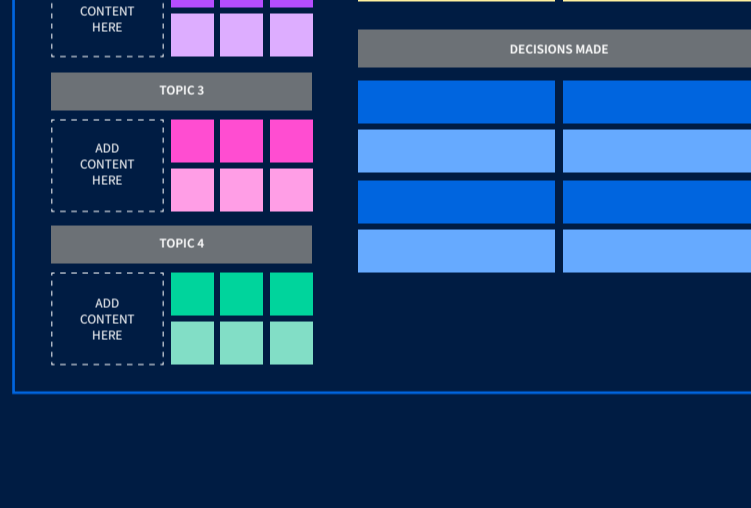 CONTENT
HERE
TOPIC 3
ADD
CONTENT
HERE
TOPIC 4
ADD
CONTENT
HERE
DECISIONS MADE